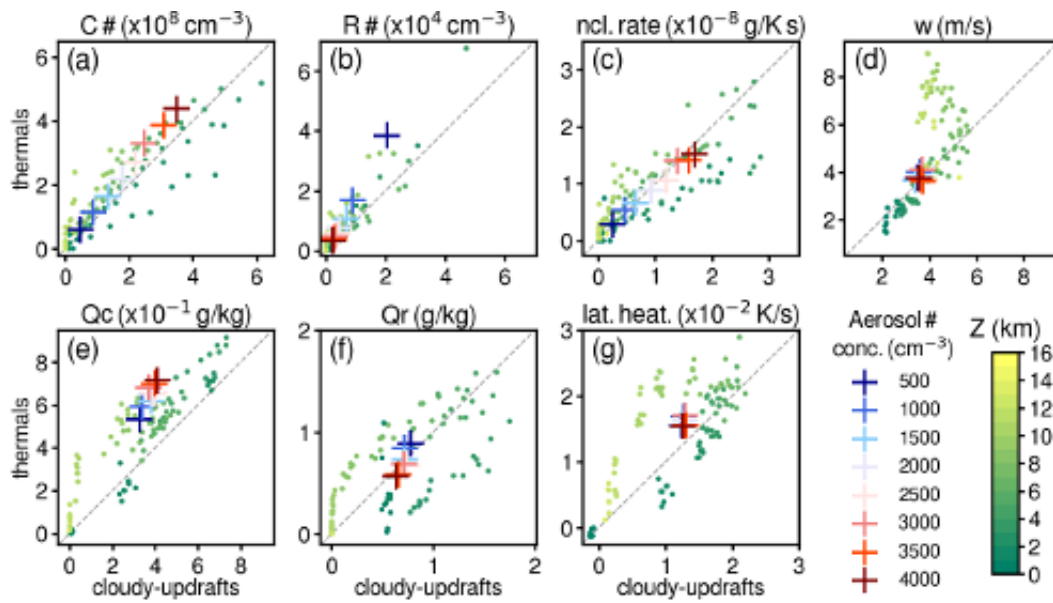 C # (x10⁸ cm⁻³) R # (x10⁴ cm⁻³) ncl. rate (x10⁻⁸ g/K s) w (m/s)
(a) (b) (c) (d)
thermals
6
4
2
0
6
4
2
0
3
2
1
0
8
6
4
2
0 2 4 6
0 2 4 6
0 1 2 3
2 4 6 8
Qc (x10⁻¹ g/kg) Qr (g/kg) lat. heat. (x10⁻² K/s)
(e) (f) (g)
thermals
8
6
4
2
0
2
1
0
3
2
1
0
0 2 4 6 8
0 1 2
0 1 2 3
cloudy-updrafts cloudy-updrafts cloudy-updrafts
Aerosol #
conc. (cm⁻³)
500
1000
1500
2000
2500
3000
3500
4000
Z (km)
16
14
12
10
8
6
4
2
0